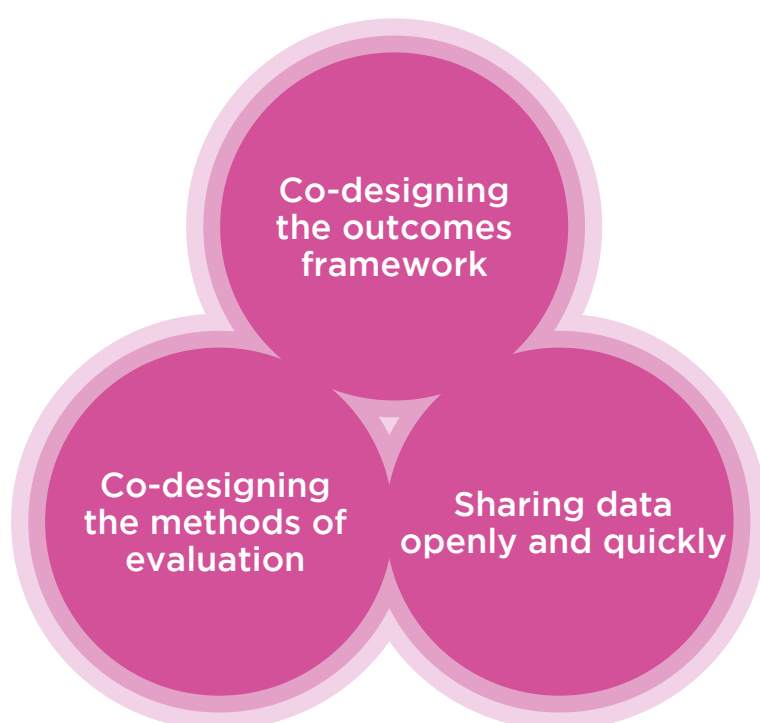 Co-designing
the outcomes
framework
Co-designing
the methods of
evaluation
Sharing data
openly and quickly